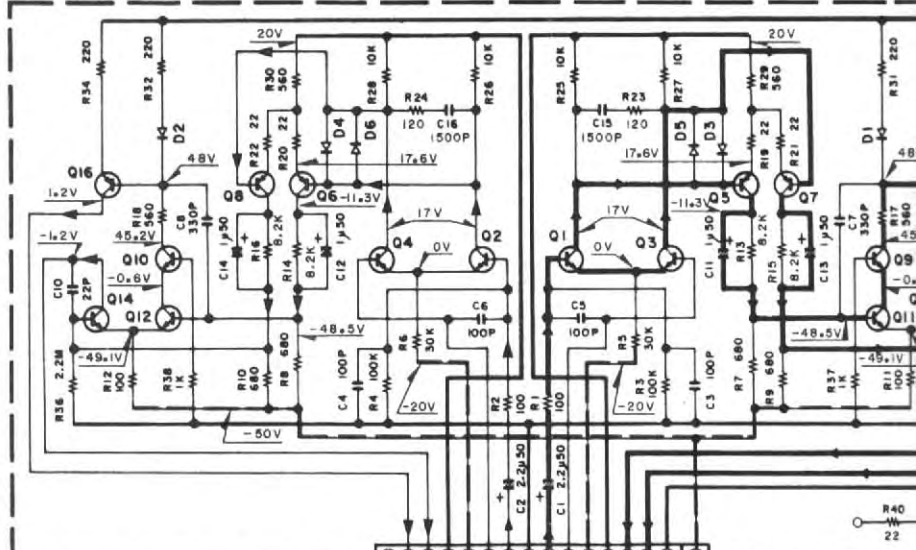 20V
20V
R34 220
R32 220
R30 560
R28 10K
R26 10K
R25 10K
R27 10K
R29 560
R31 220
R24
120
C16
1500P
C15
1500P
R23
120
D2
D4
D6
D5
D3
D1
R22 22
R20 22
R19 22
R21 22
Q16
48V
17.6V
17.6V
48
1.2V
R18 560
C8 330P
Q8
Q6
-11.3V
17V
17V
Q5
-11.3V
Q7
C7 330P
R17 560
-1.2V
45.2V
C14 1μ50
R16 8.2K
R14 8.2K
C12 1μ50
Q4
Q2
Q1
Q3
C11 1μ50
R13 8.2K
R15 8.2K
C13 1μ50
45
Q10
0V
0V
Q9
C10 22P
-0.6V
-0.
Q14
Q12
C6
100P
C5
100P
Q11
-48.5V
-48.5V
-49.1V
R6 30K
R5 30K
-49.1V
R36 2.2M
R12 100
R38 1K
R10 680
R8 680
C4 100P
R4 100K
-20V
R2 100
R1 100
-20V
R3 100K
C3 100P
R7 680
R9 680
R37 1K
R11 100
-50V
C2 2.2μ50
C1 2.2μ50
+
+
R40
22